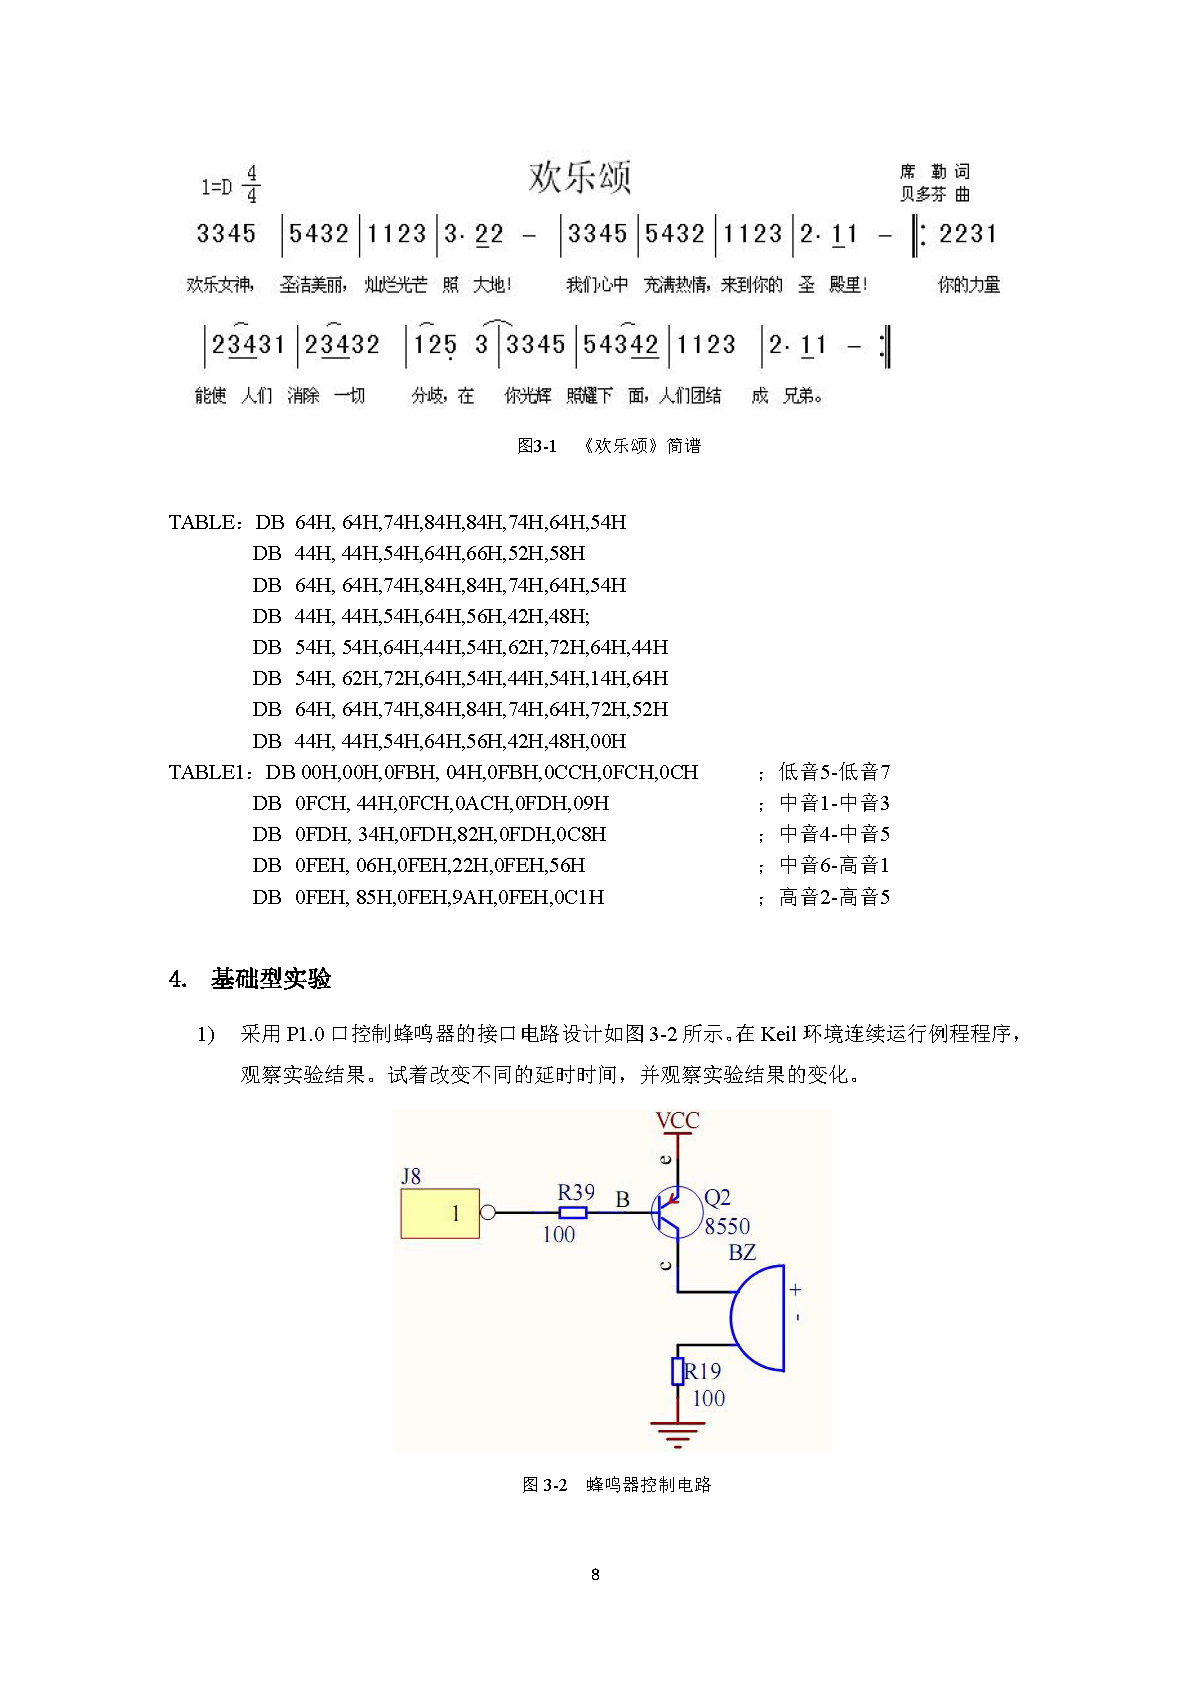 欢乐颂
1=D 4/4
席 勒 词
贝多芬 曲
3345 |5432|1123|3· 22 – |3345|5432|1123|2· 11 – ‖: 2231
欢乐女神, 圣洁美丽, 灿烂光芒 照 大地! 我们心中 充满热情, 来到你的 圣 殿里! 你的力量
|23431|23432 |125 3|3345|54342|1123 |2· 11 – :‖
能使 人们 消除 一切 分歧, 在 你光辉 照耀下 面, 人们团结 成 兄弟。
图3-1 《欢乐颂》简谱
TABLE: DB 64H, 64H,74H,84H,84H,74H,64H,54H
DB 44H, 44H,54H,64H,66H,52H,58H
DB 64H, 64H,74H,84H,84H,74H,64H,54H
DB 44H, 44H,54H,64H,56H,42H,48H;
DB 54H, 54H,64H,44H,54H,62H,72H,64H,44H
DB 54H, 62H,72H,64H,54H,44H,54H,14H,64H
DB 64H, 64H,74H,84H,84H,74H,64H,72H,52H
DB 44H, 44H,54H,64H,56H,42H,48H,00H
TABLE1: DB 00H,00H,0FBH, 04H,0FBH,0CCH,0FCH,0CH ；低音5-低音7
DB 0FCH, 44H,0FCH,0ACH,0FDH,09H ；中音1-中音3
DB 0FDH, 34H,0FDH,82H,0FDH,0C8H ；中音4-中音5
DB 0FEH, 06H,0FEH,22H,0FEH,56H ；中音6-高音1
DB 0FEH, 85H,0FEH,9AH,0FEH,0C1H ；高音2-高音5
4. 基础型实验
1) 采用 P1.0 口控制蜂鸣器的接口电路设计如图 3-2 所示。在 Keil 环境连续运行例程程序，
观察实验结果。试着改变不同的延时时间，并观察实验结果的变化。
VCC
e
J8
1
R39
100
B
Q2
8550
c
BZ
+
-
R19
100
图 3-2 蜂鸣器控制电路
8